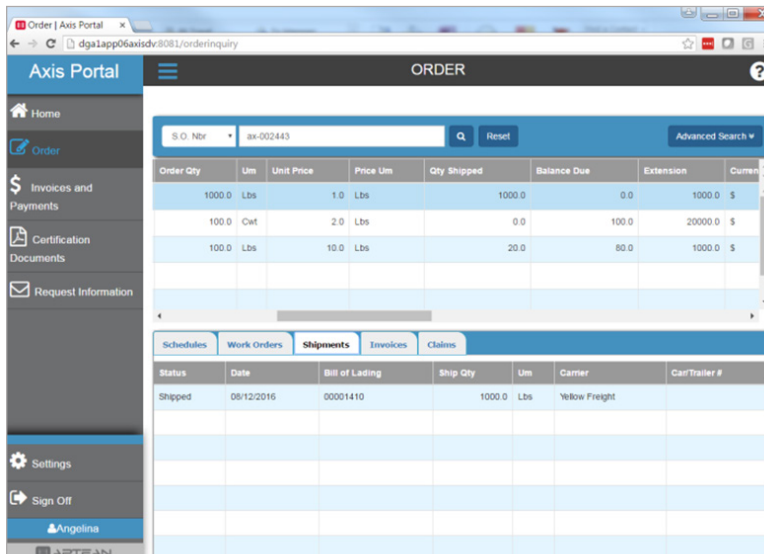 Order | Axis Portal
dga1app06axisdv:8081/orderinquiry
Axis Portal
ORDER
Home
Order
Invoices and
Payments
Certification
Documents
Request Information
Settings
Sign Off
Angelina
S.O. Nbr ax-002443 Reset Advanced Search
Order Qty Um Unit Price Price Um Qty Shipped Balance Due Extension Curren
1000.0 Lbs 1.0 Lbs 1000.0 0.0 1000.0 $
100.0 Cwt 2.0 Lbs 0.0 100.0 20000.0 $
100.0 Lbs 10.0 Lbs 20.0 80.0 1000.0 $
Schedules Work Orders Shipments Invoices Claims
Status Date Bill of Lading Ship Qty Um Carrier Car/Trailer #
Shipped 08/12/2016 00001410 1000.0 Lbs Yellow Freight